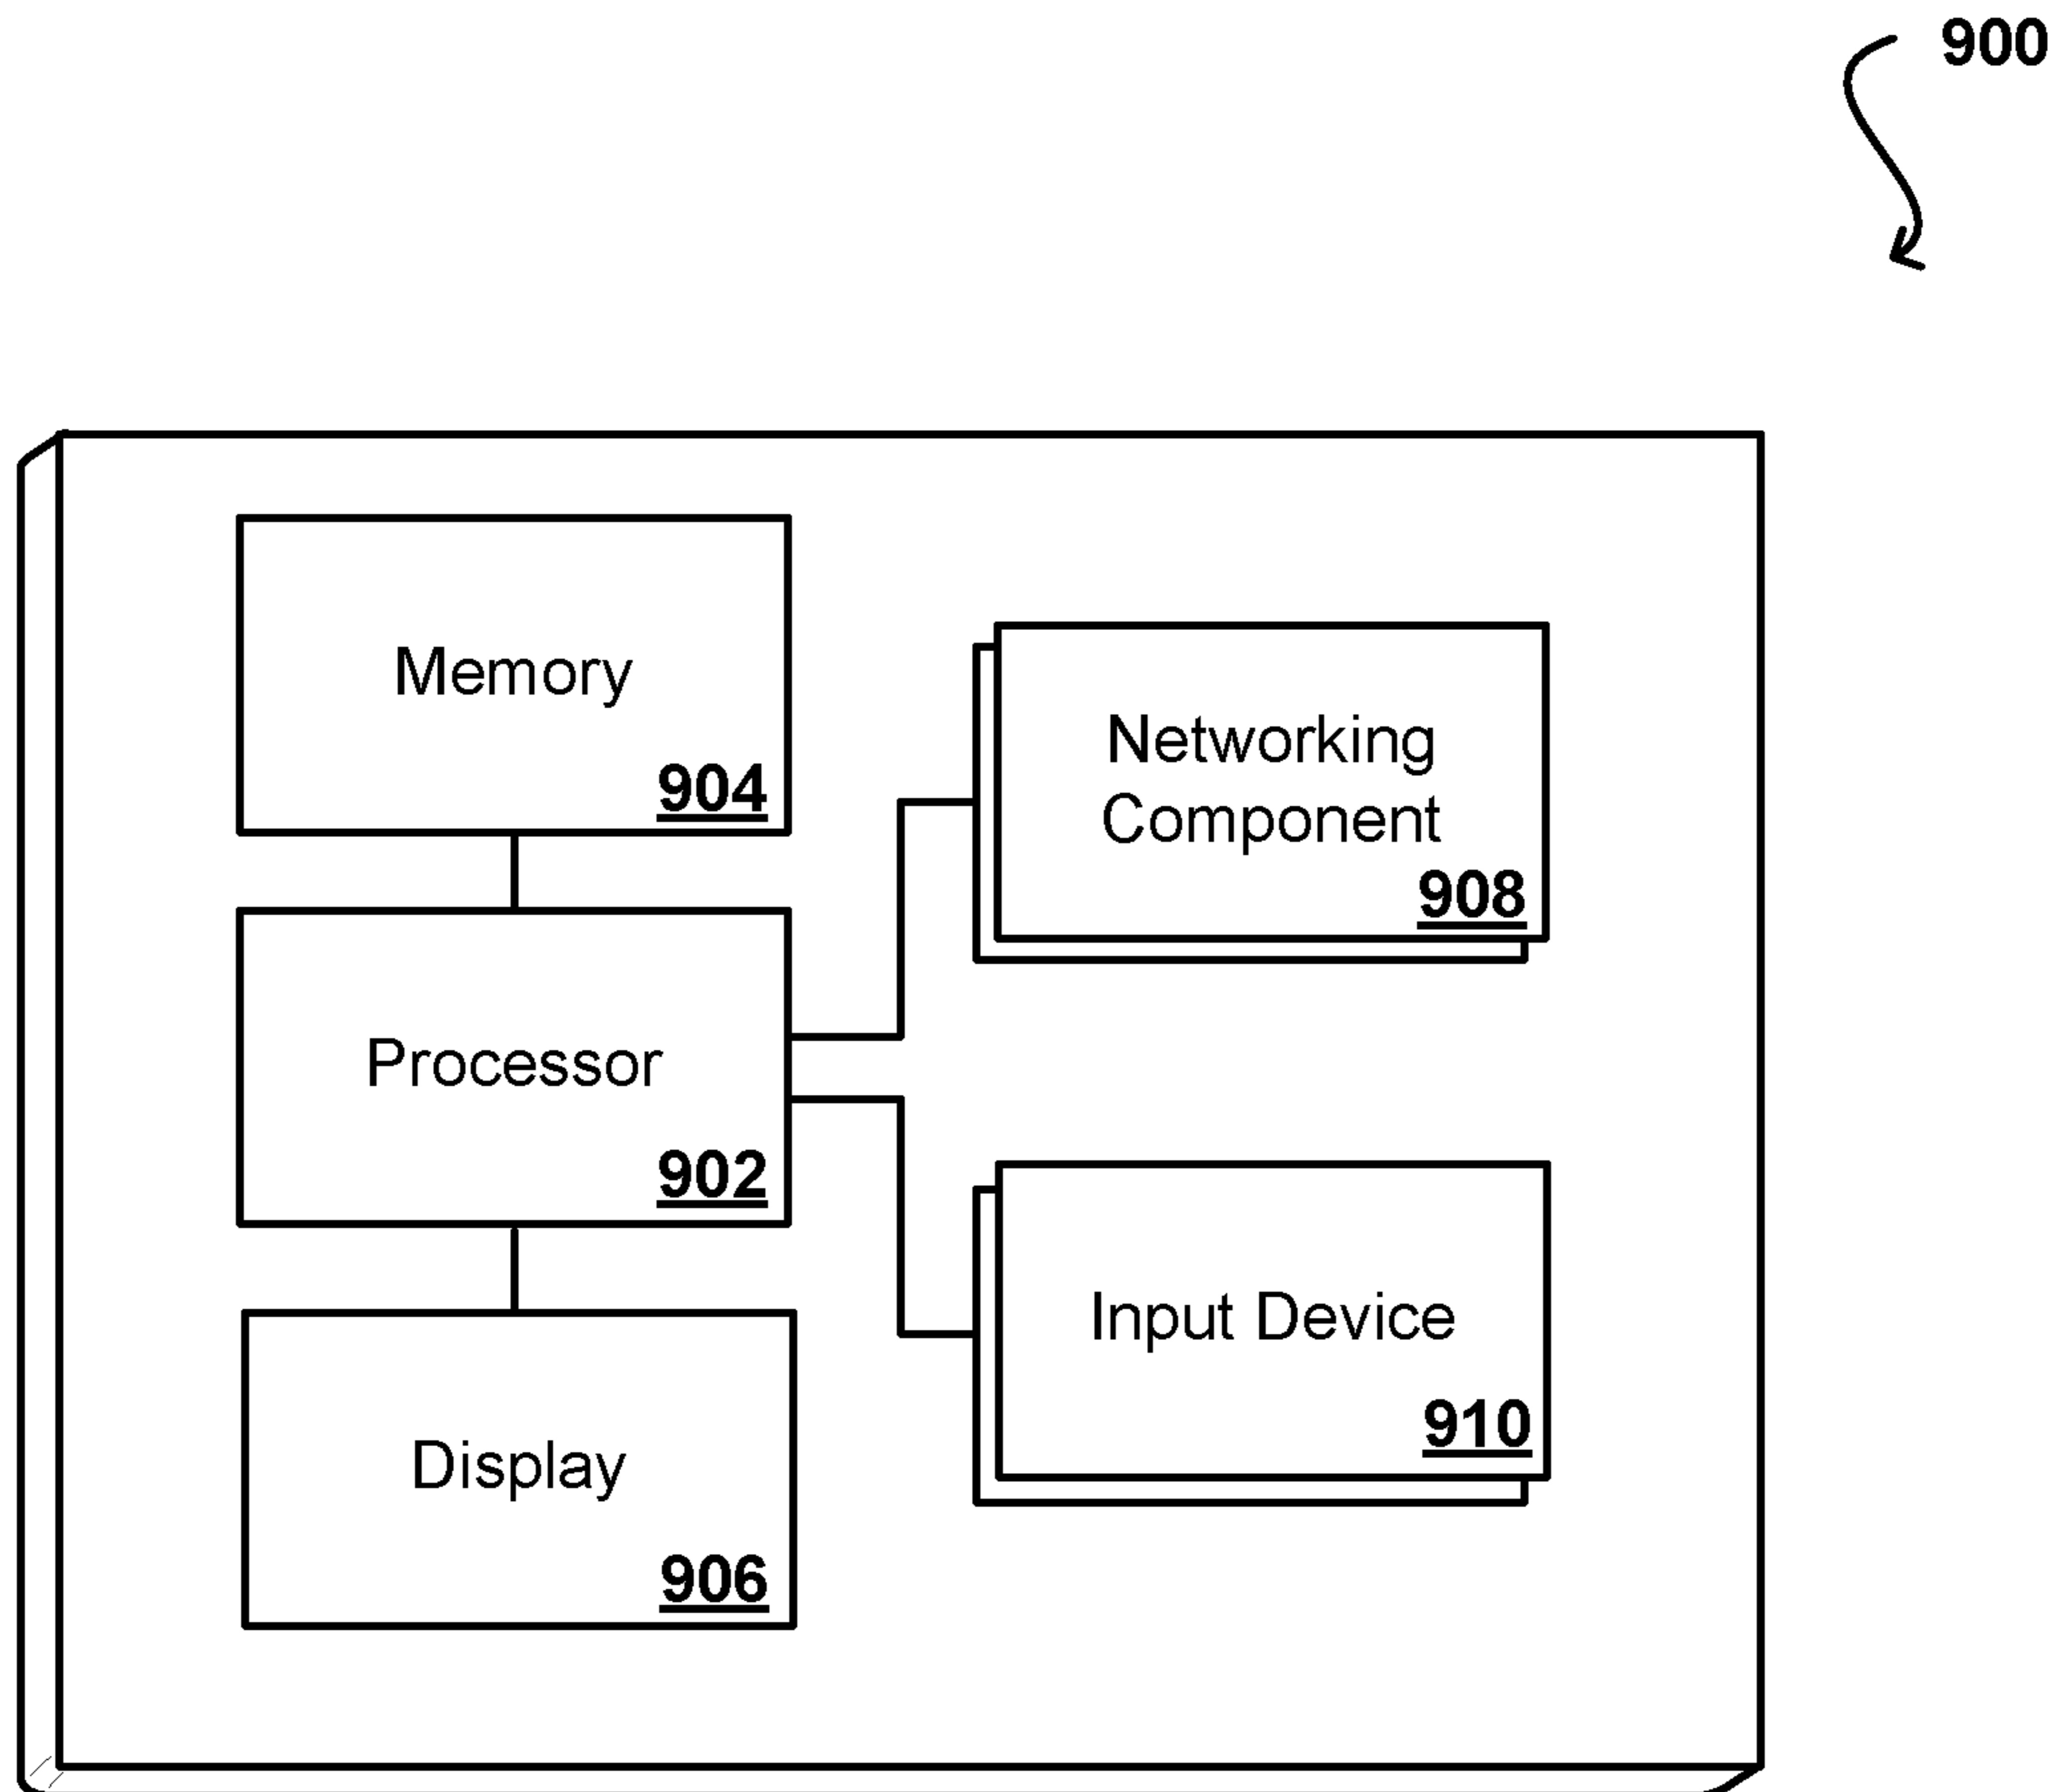 900
Memory
904
Networking
Component
908
Processor
902
Input Device
910
Display
906